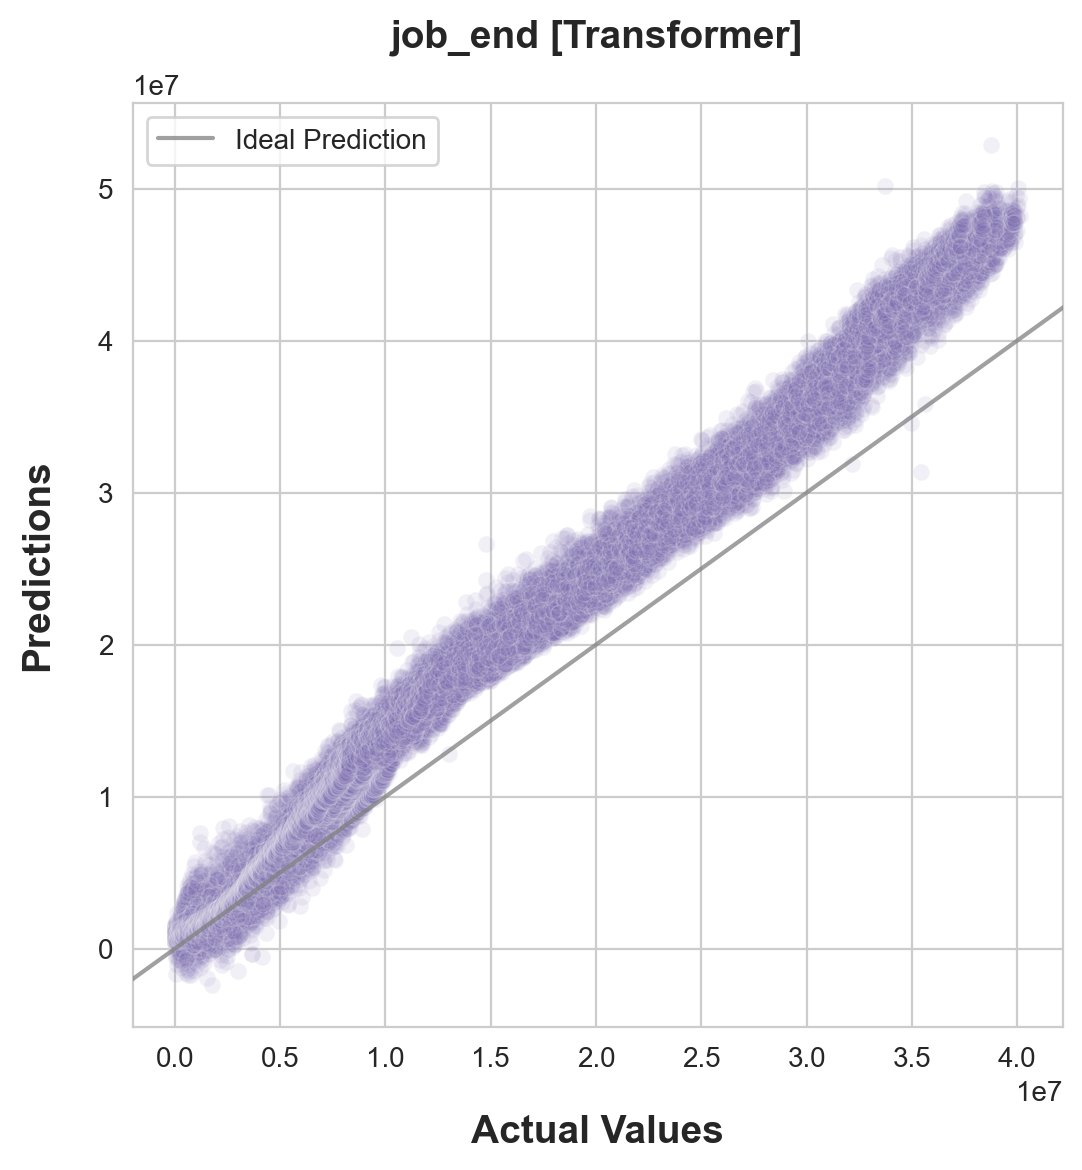 job_end [Transformer]
1e7
Ideal Prediction
5
4
3
2
1
0
Predictions
0.0 0.5 1.0 1.5 2.0 2.5 3.0 3.5 4.0
1e7
Actual Values